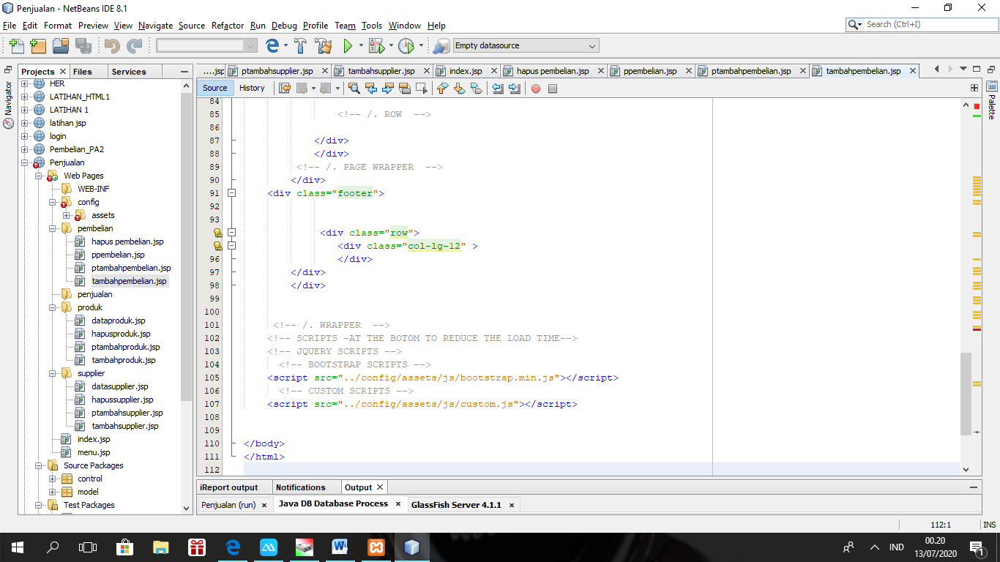 Penjualan - NetBeans IDE 8.1
File Edit Format Preview View Navigate Source Refactor Run Debug Profile Team Tools Window Help
Search (Ctrl+I)
Empty datasource
Projects Files Services
....jsp ptambahsupplier.jsp tambahsupplier.jsp index.jsp hapus pembelian.jsp ppembelian.jsp ptambahpembelian.jsp tambahpembelian.jsp
Navigator
Palette
Source History
HER
LATIHAN_HTML1
LATIHAN 1
latihan jsp
login
Pembelian_PA2
Penjualan
Web Pages
WEB-INF
config
assets
pembelian
hapus pembelian.jsp
ppembelian.jsp
ptambahpembelian.jsp
tambahpembelian.jsp
penjualan
produk
dataproduk.jsp
hapusproduk.jsp
ptambahproduk.jsp
tambahproduk.jsp
supplier
datasupplier.jsp
hapussupplier.jsp
ptambahsupplier.jsp
tambahsupplier.jsp
index.jsp
menu.jsp
Source Packages
control
model
Test Packages
84
85 <!-- /. ROW  -->
86
87 </div>
88 </div>
89 <!-- /. PAGE WRAPPER  -->
90 </div>
91 <div class="footer">
92
93
<div class="row">
<div class="col-lg-12" >
96 </div>
97 </div>
98 </div>
99
100
101 <!-- /. WRAPPER  -->
102 <!-- SCRIPTS -AT THE BOTOM TO REDUCE THE LOAD TIME-->
103 <!-- JQUERY SCRIPTS -->
104 <!-- BOOTSTRAP SCRIPTS -->
105 <script src="../config/assets/js/bootstrap.min.js"></script>
106 <!-- CUSTOM SCRIPTS -->
107 <script src="../config/assets/js/custom.js"></script>
108
109
110 </body>
111 </html>
112
iReport output Notifications Output
Penjualan (run) Java DB Database Process GlassFish Server 4.1.1
112:1 INS
IND
00.20
13/07/2020
1